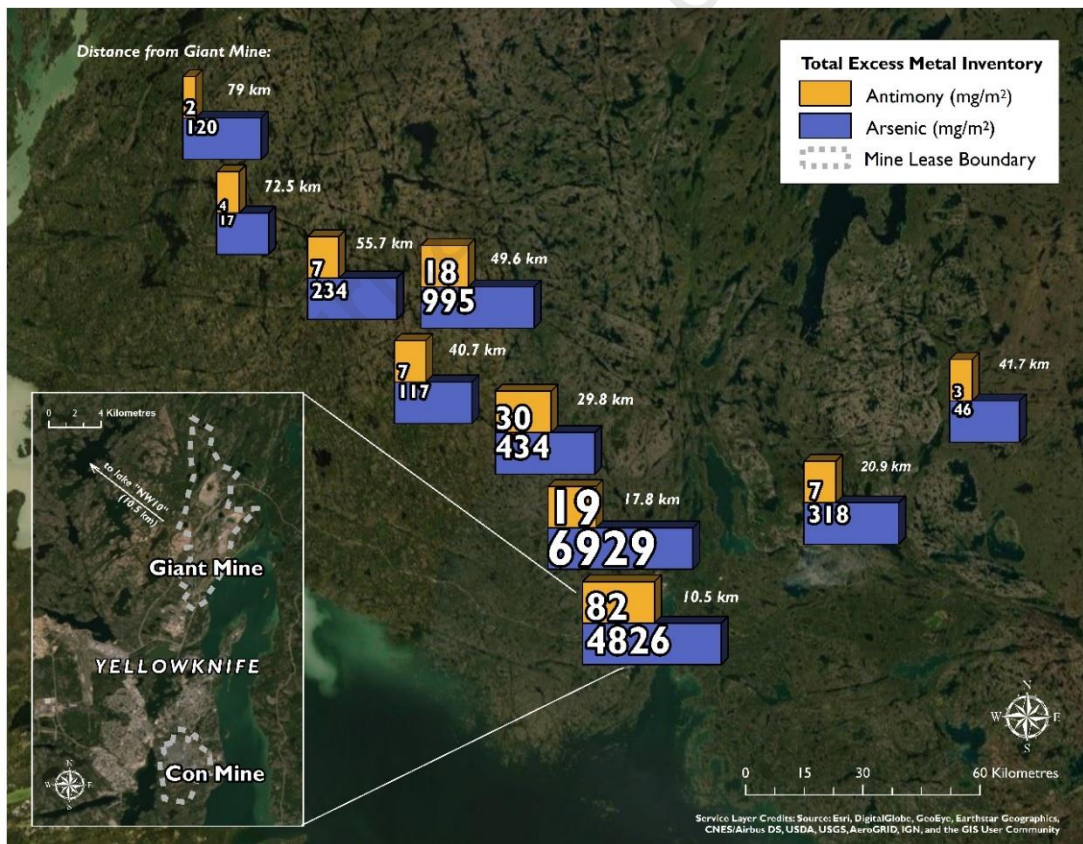 Distance from Giant Mine:
79 km
2
120
72.5 km
4
17
55.7 km
7
234
49.6 km
18
995
40.7 km
7
117
29.8 km
30
434
17.8 km
19
6929
10.5 km
82
4826
41.7 km
3
46
20.9 km
7
318
Total Excess Metal Inventory
Antimony (mg/m²)
Arsenic (mg/m²)
Mine Lease Boundary
0 2 4 Kilometres
to lake "NW10"
(10.5 km)
Giant Mine
YELLOWKNIFE
Con Mine
N
W E
S
N
W E
S
0 15 30 60 Kilometres
Service Layer Credits: Source: Esri, DigitalGlobe, GeoEye, Earthstar Geographics,
CNES/Airbus DS, USDA, USGS, AeroGRID, IGN, and the GIS User Community